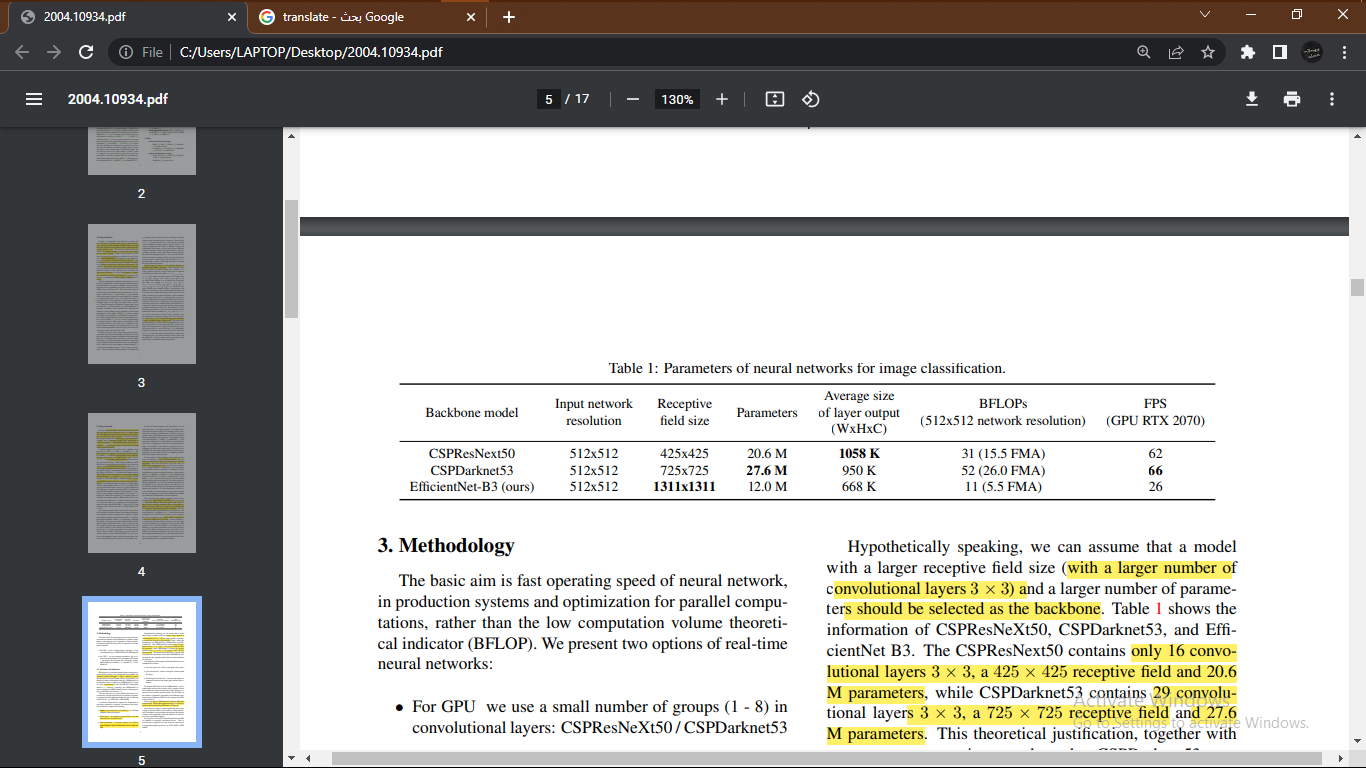 2004.10934.pdf
translate - بحث Google
File
C:/Users/LAPTOP/Desktop/2004.10934.pdf
2004.10934.pdf
5 / 17
130%
2
3
4
5
Table 1: Parameters of neural networks for image classification.
Backbone model Input network resolution Receptive field size Parameters Average size of layer output (WxHxC) BFLOPs (512x512 network resolution) FPS (GPU RTX 2070)
CSPResNext50 512x512 425x425 20.6 M 1058 K 31 (15.5 FMA) 62
CSPDarknet53 512x512 725x725 27.6 M 950 K 52 (26.0 FMA) 66
EfficientNet-B3 (ours) 512x512 1311x1311 12.0 M 668 K 11 (5.5 FMA) 26
3. Methodology
The basic aim is fast operating speed of neural network,
in production systems and optimization for parallel compu-
tations, rather than the low computation volume theoreti-
cal indicator (BFLOP). We present two options of real-time
neural networks:
• For GPU we use a small number of groups (1 - 8) in
convolutional layers: CSPResNeXt50 / CSPDarknet53
Hypothetically speaking, we can assume that a model
with a larger receptive field size (with a larger number of
convolutional layers 3 × 3) and a larger number of parame-
ters should be selected as the backbone. Table 1 shows the
information of CSPResNeXt50, CSPDarknet53, and Effi-
cientNet B3. The CSPResNext50 contains only 16 convo-
lutional layers 3 × 3, a 425 × 425 receptive field and 20.6
M parameters, while CSPDarknet53 contains 29 convolu-
tional layers 3 × 3, a 725 × 725 receptive field and 27.6
M parameters. This theoretical justification, together with
Activate Windows
Go to Settings to activate Windows.